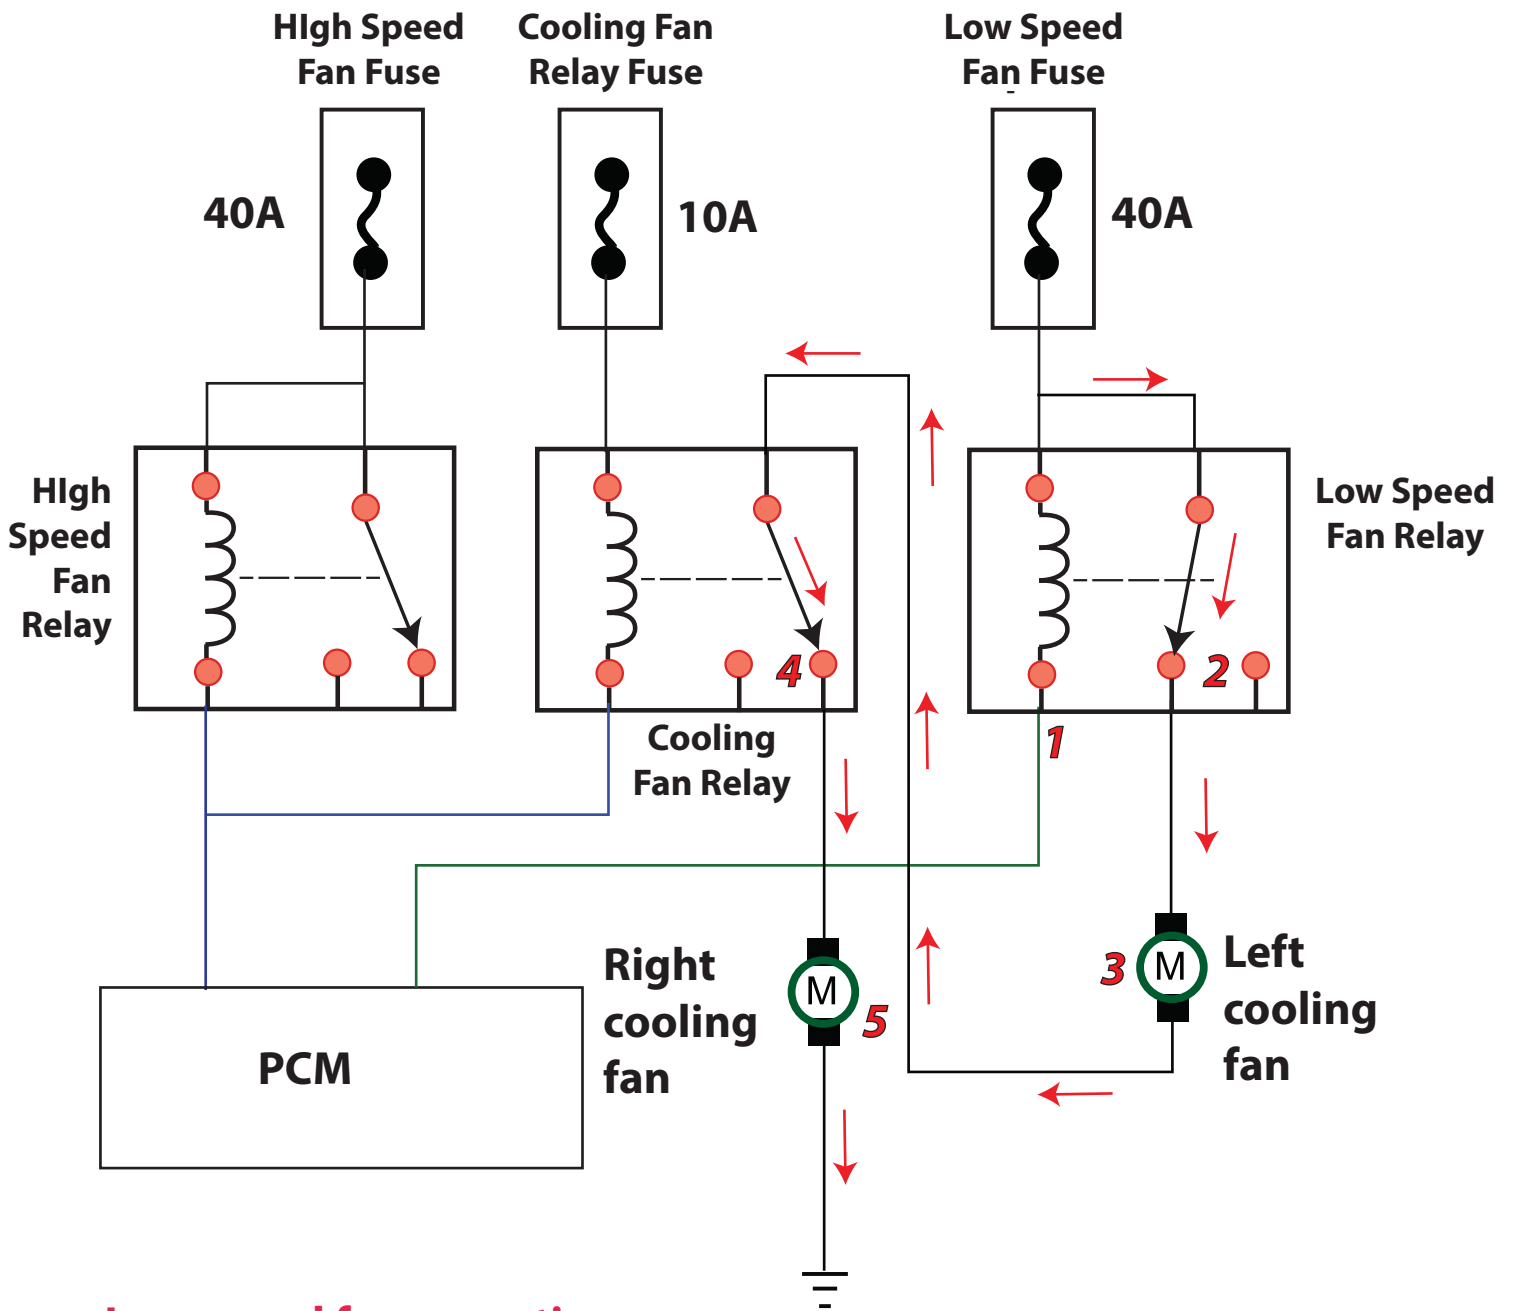 HIgh Speed
Fan Fuse
Cooling Fan
Relay Fuse
Low Speed
Fan Fuse
40A
10A
40A
HIgh
Speed
Fan
Relay
Low Speed
Fan Relay
4
2
1
Cooling
Fan Relay
Right
cooling
fan
M
5
3
M
Left
cooling
fan
PCM